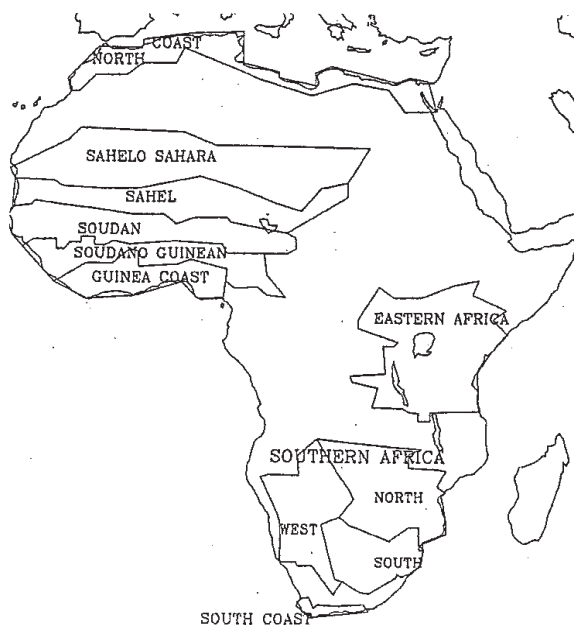 COAST
NORTH
SAHELO SAHARA
SAHEL
SOUDAN
SOUDANO GUINEAN
GUINEA COAST
EASTERN AFRICA
SOUTHERN AFRICA
NORTH
WEST
SOUTH
SOUTH COAST